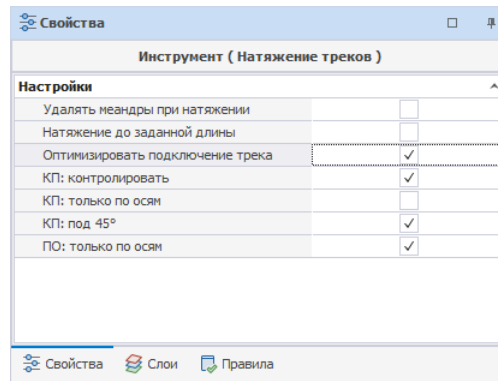 Свойства
Инструмент ( Натяжение треков )
Настройки
Удалять меандры при натяжении
Натяжение до заданной длины
Оптимизировать подключение трека
КП: контролировать
КП: только по осям
КП: под 45°
ПО: только по осям
Свойства Слои Правила